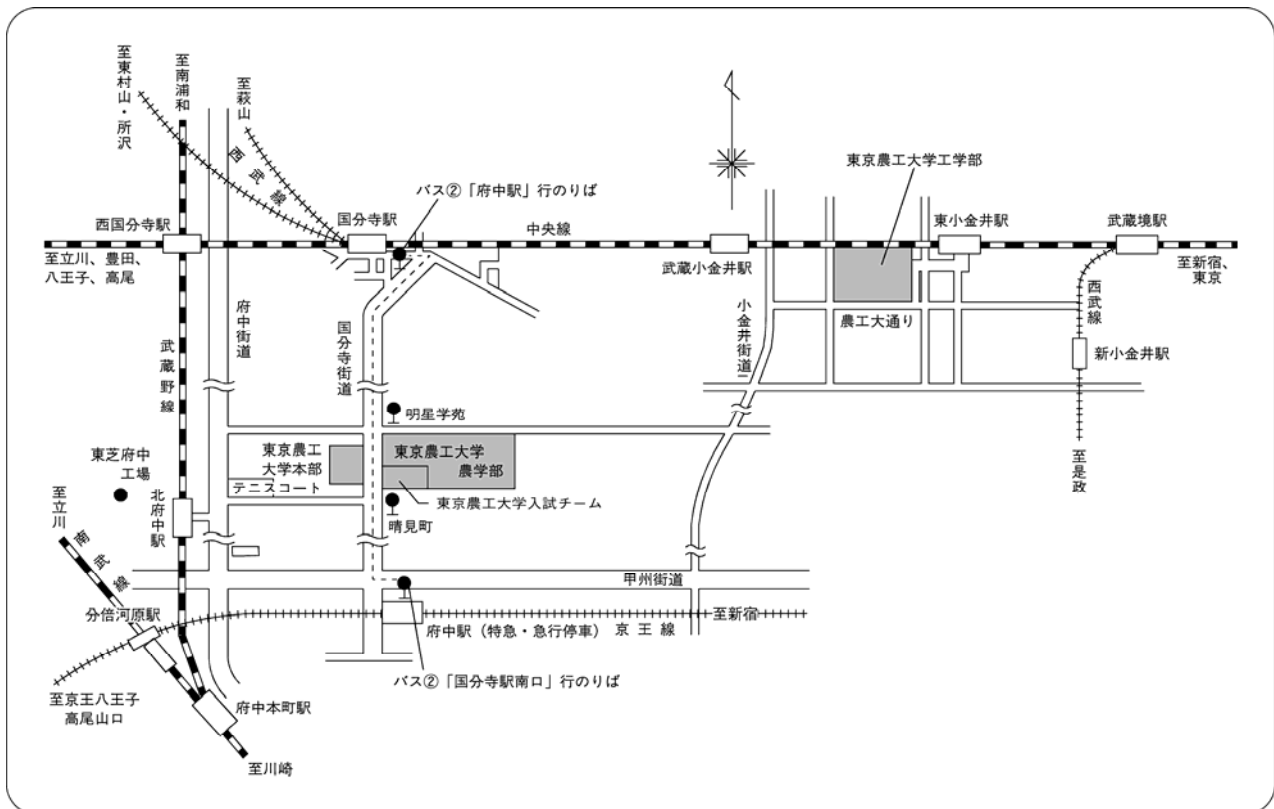 至東村山・所沢
至南浦和
至萩山
西武線
バス②「府中駅」行のりば
東京農工大学工学部
西国分寺駅
国分寺駅
中央線
武蔵小金井駅
東小金井駅
武蔵境駅
至立川、豊田、
八王子、高尾
至新宿、
東京
府中街道
国分寺街道
小金井街道
農工大通り
西武線
新小金井駅
武蔵野線
明星学苑
東京農工
大学本部
東京農工大学
農学部
テニスコート
東京農工大学入試チーム
晴見町
東芝府中
工場
北府中駅
至是政
至立川
南武線
甲州街道
分倍河原駅
府中駅（特急・急行停車）
京王線
至新宿
バス②「国分寺駅南口」行のりば
至京王八王子
高尾山口
府中本町駅
至川崎